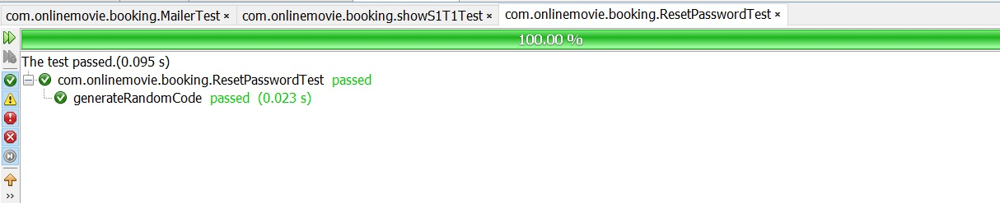 com.onlinemovie.booking.MailerTest × com.onlinemovie.booking.showS1T1Test × com.onlinemovie.booking.ResetPasswordTest ×
100.00 %
The test passed.(0.095 s)
com.onlinemovie.booking.ResetPasswordTest passed
generateRandomCode passed (0.023 s)
>>